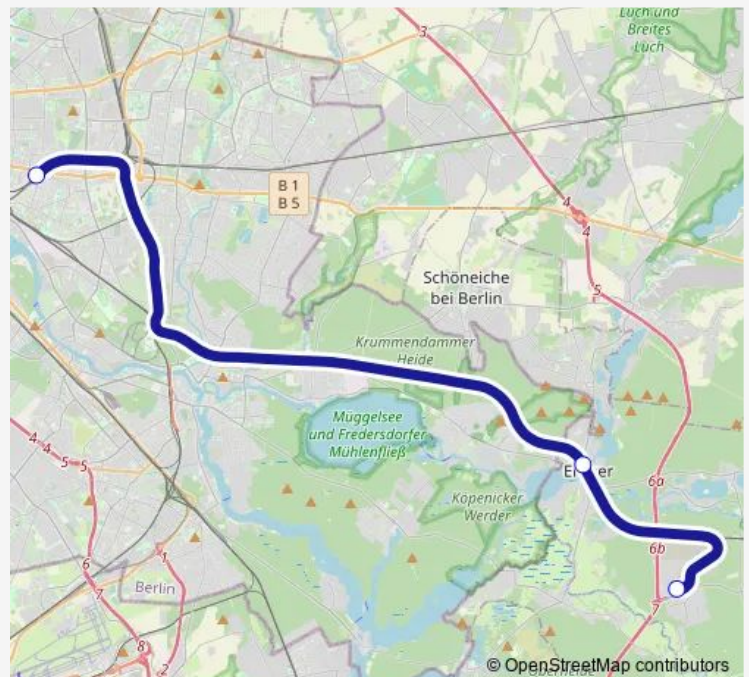 Luch und
Breites
Luch
3
B 1
B 5
4
4
5
Schöneiche
bei Berlin
Krummendammer
Heide
Müggelsee
und Fredersdorfer
Mühlenfließ
4 4 5 5
6a
Köpenicker
Werder
6b
6
1
7
Berlin
7
8
2
© OpenStreetMap contributors